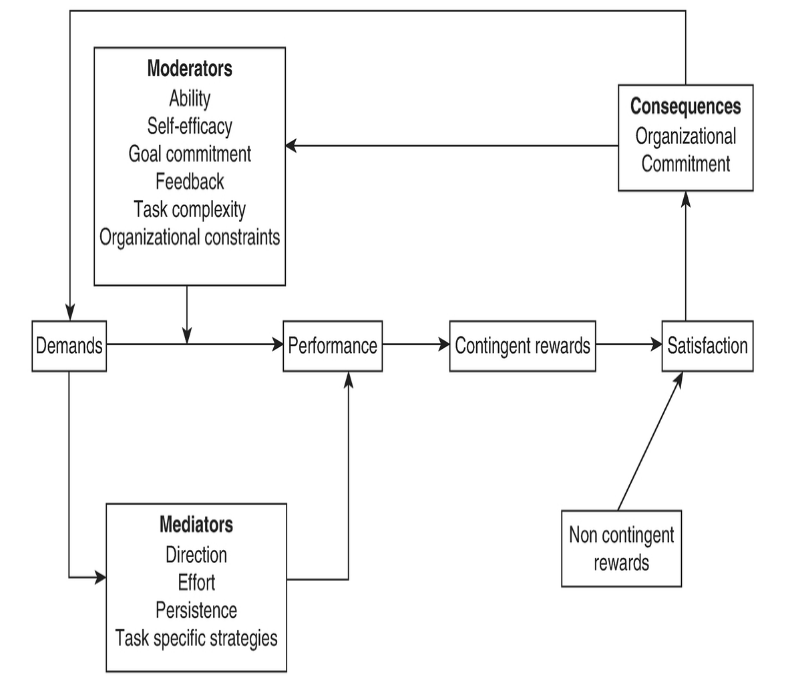 Moderators
Ability
Self-efficacy
Goal commitment
Feedback
Task complexity
Organizational constraints
Consequences
Organizational
Commitment
Demands
Performance
Contingent rewards
Satisfaction
Mediators
Direction
Effort
Persistence
Task specific strategies
Non contingent
rewards